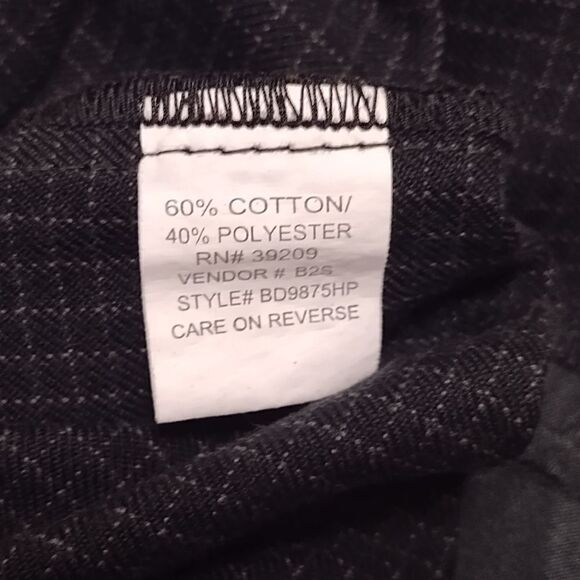 60% COTTON/
40% POLYESTER
RN# 39209
VENDOR # B2S
STYLE# BD9875HP
CARE ON REVERSE